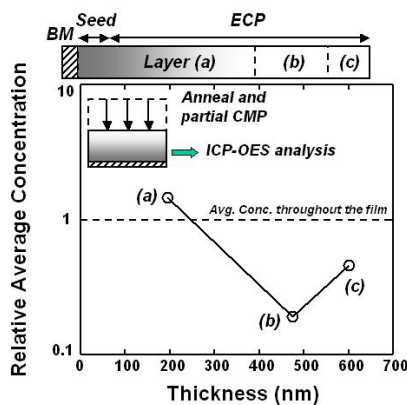 Seed
ECP
BM
Layer (a)
(b)
(c)
Relative Average Concentration
10
1
0.1
Anneal and
partial CMP
ICP-OES analysis
(a)
Avg. Conc. throughout the film
(b)
(c)
0 100 200 300 400 500 600 700
Thickness (nm)